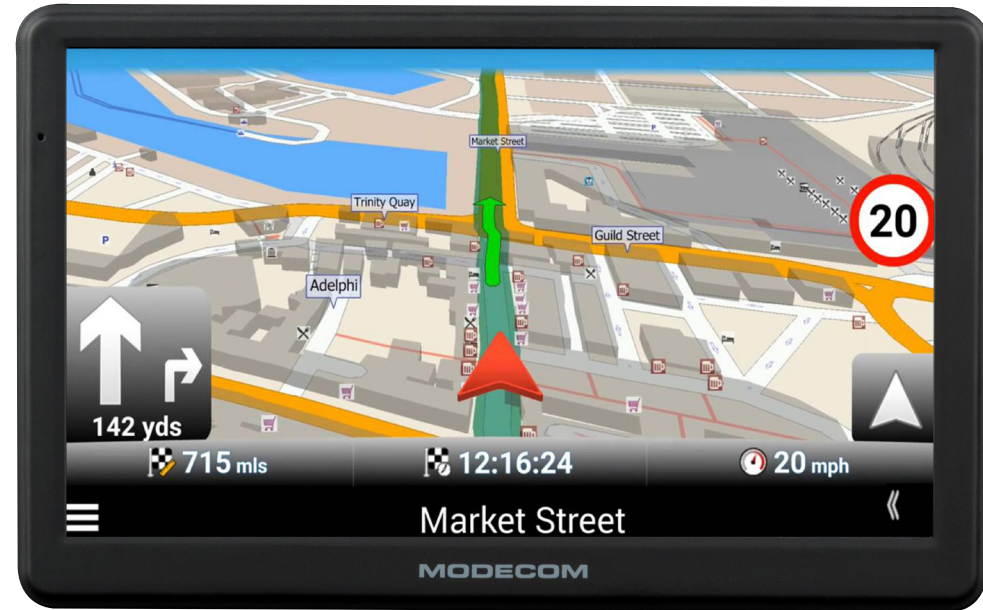 Market Street
P
Trinity Quay
20
Guild Street
P
Adelphi
142 yds
715 mls
12:16:24
20 mph
Market Street
MODECOM